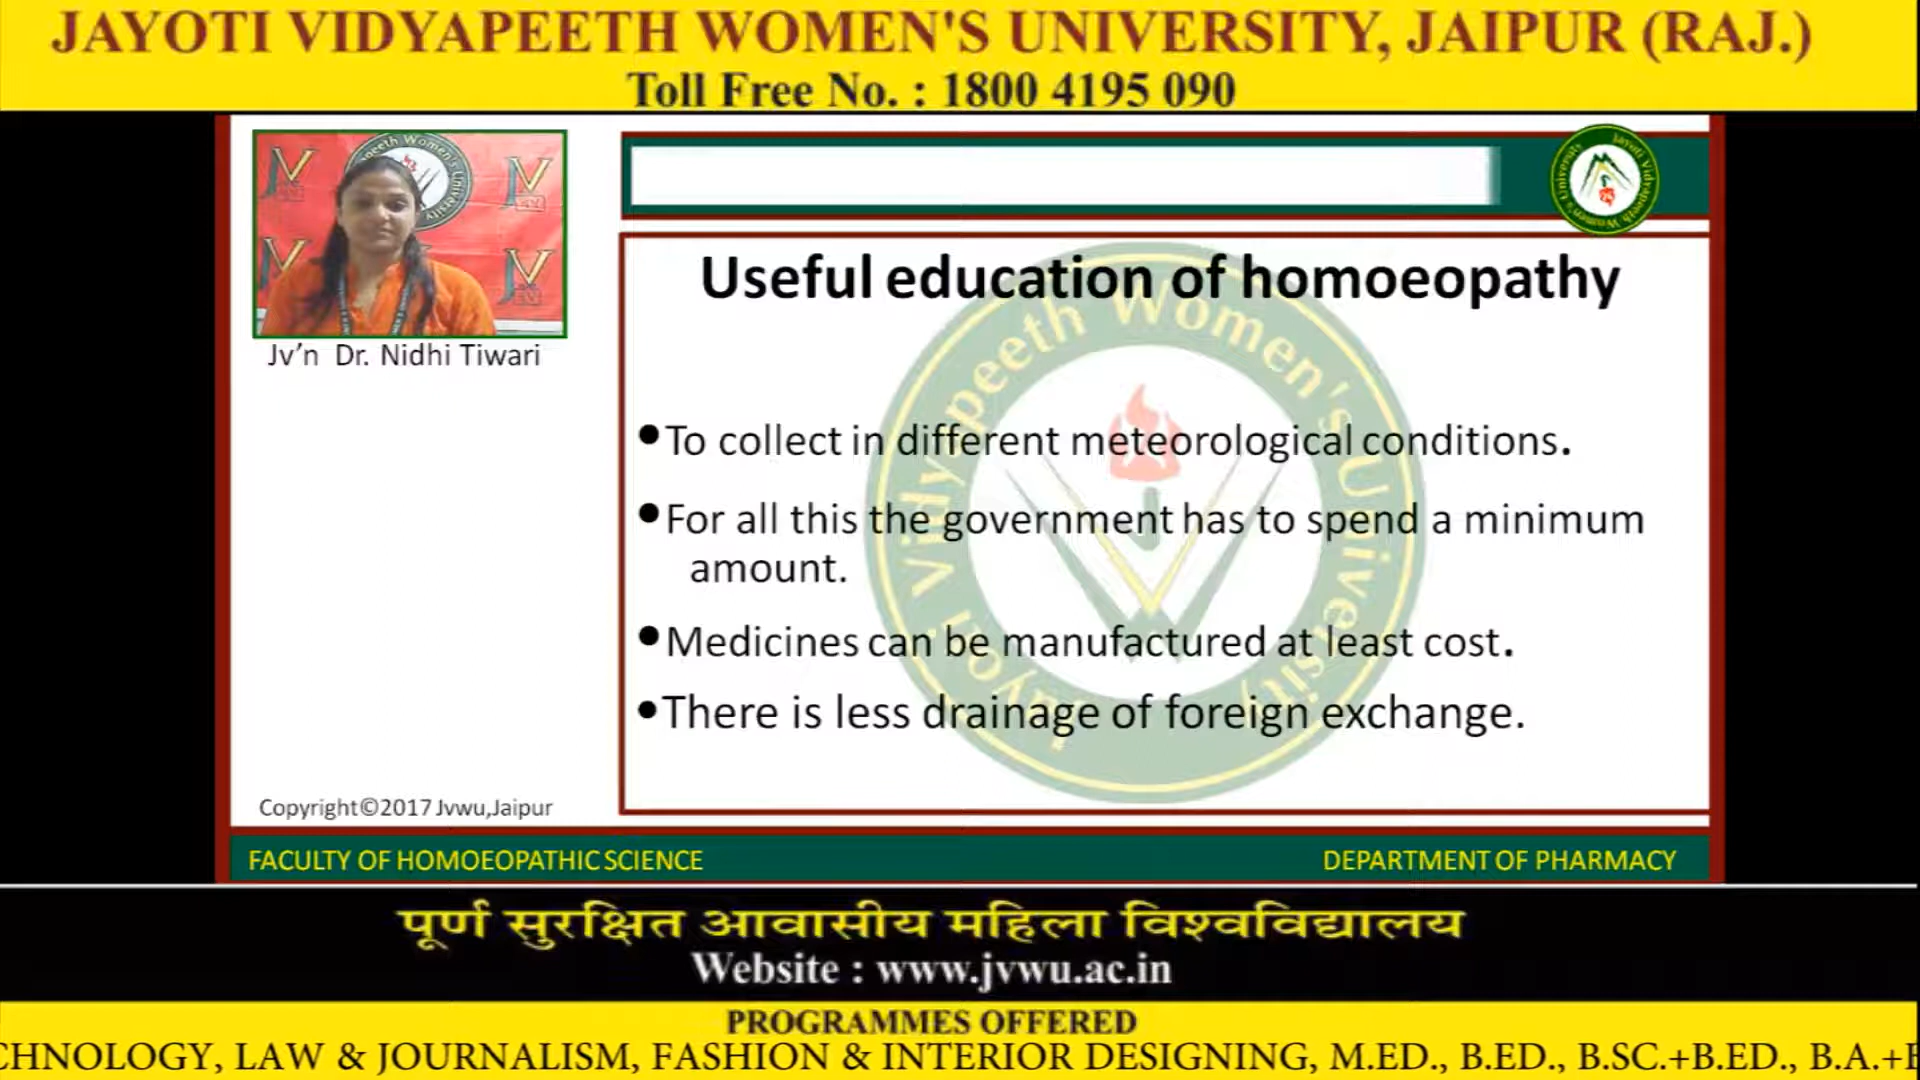 JAYOTI VIDYAPEETH WOMEN'S UNIVERSITY, JAIPUR (RAJ.)
Toll Free No. : 1800 4195 090
Jv'n Dr. Nidhi Tiwari
Useful education of homoeopathy
•To collect in different meteorological conditions.
•For all this the government has to spend a minimum
amount.
•Medicines can be manufactured at least cost.
•There is less drainage of foreign exchange.
Jayoti Vidyapeeth Women's University
Copyright©2017 Jvwu,Jaipur
FACULTY OF HOMOEOPATHIC SCIENCE
DEPARTMENT OF PHARMACY
पूर्ण सुरक्षित आवासीय महिला विश्वविद्यालय
Website : www.jvwu.ac.in
PROGRAMMES OFFERED
CHNOLOGY, LAW & JOURNALISM, FASHION & INTERIOR DESIGNING, M.ED., B.ED., B.SC.+B.ED., B.A.+